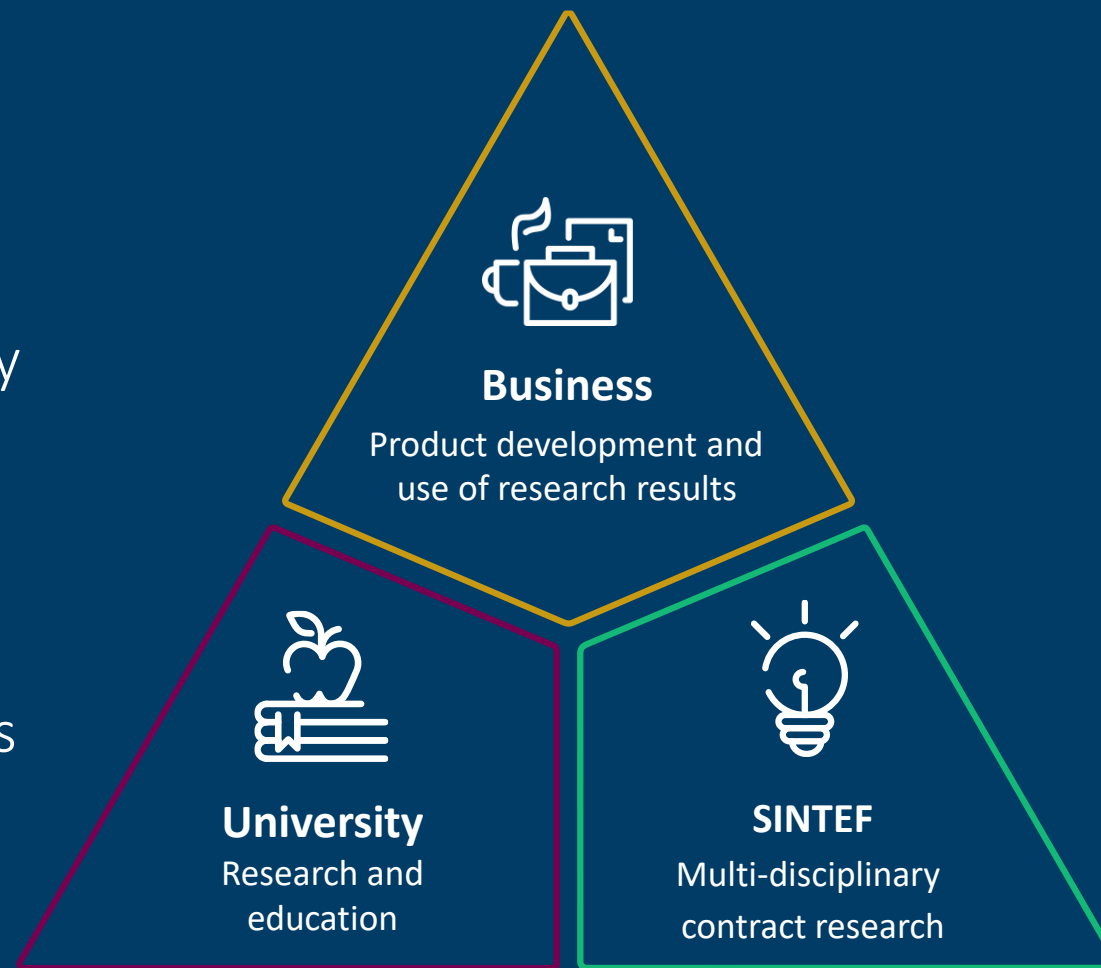 y
s
Business
Product development and
use of research results
University
Research and
education
SINTEF
Multi-disciplinary
contract research